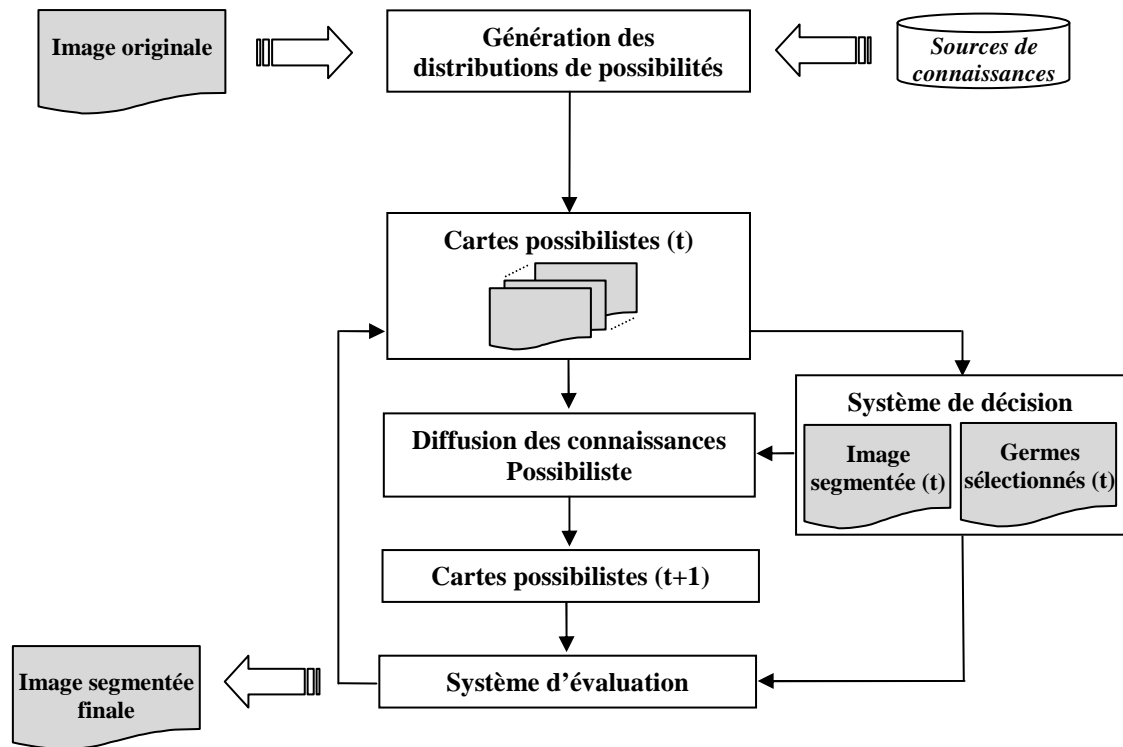 Image originale
Génération des
distributions de possibilités
Sources de
connaissances
Cartes possibilistes (t)
Système de décision
Diffusion des connaissances
Possibiliste
Image
segmentée (t)
Germes
sélectionnés (t)
Cartes possibilistes (t+1)
Système d'évaluation
Image segmentée
finale